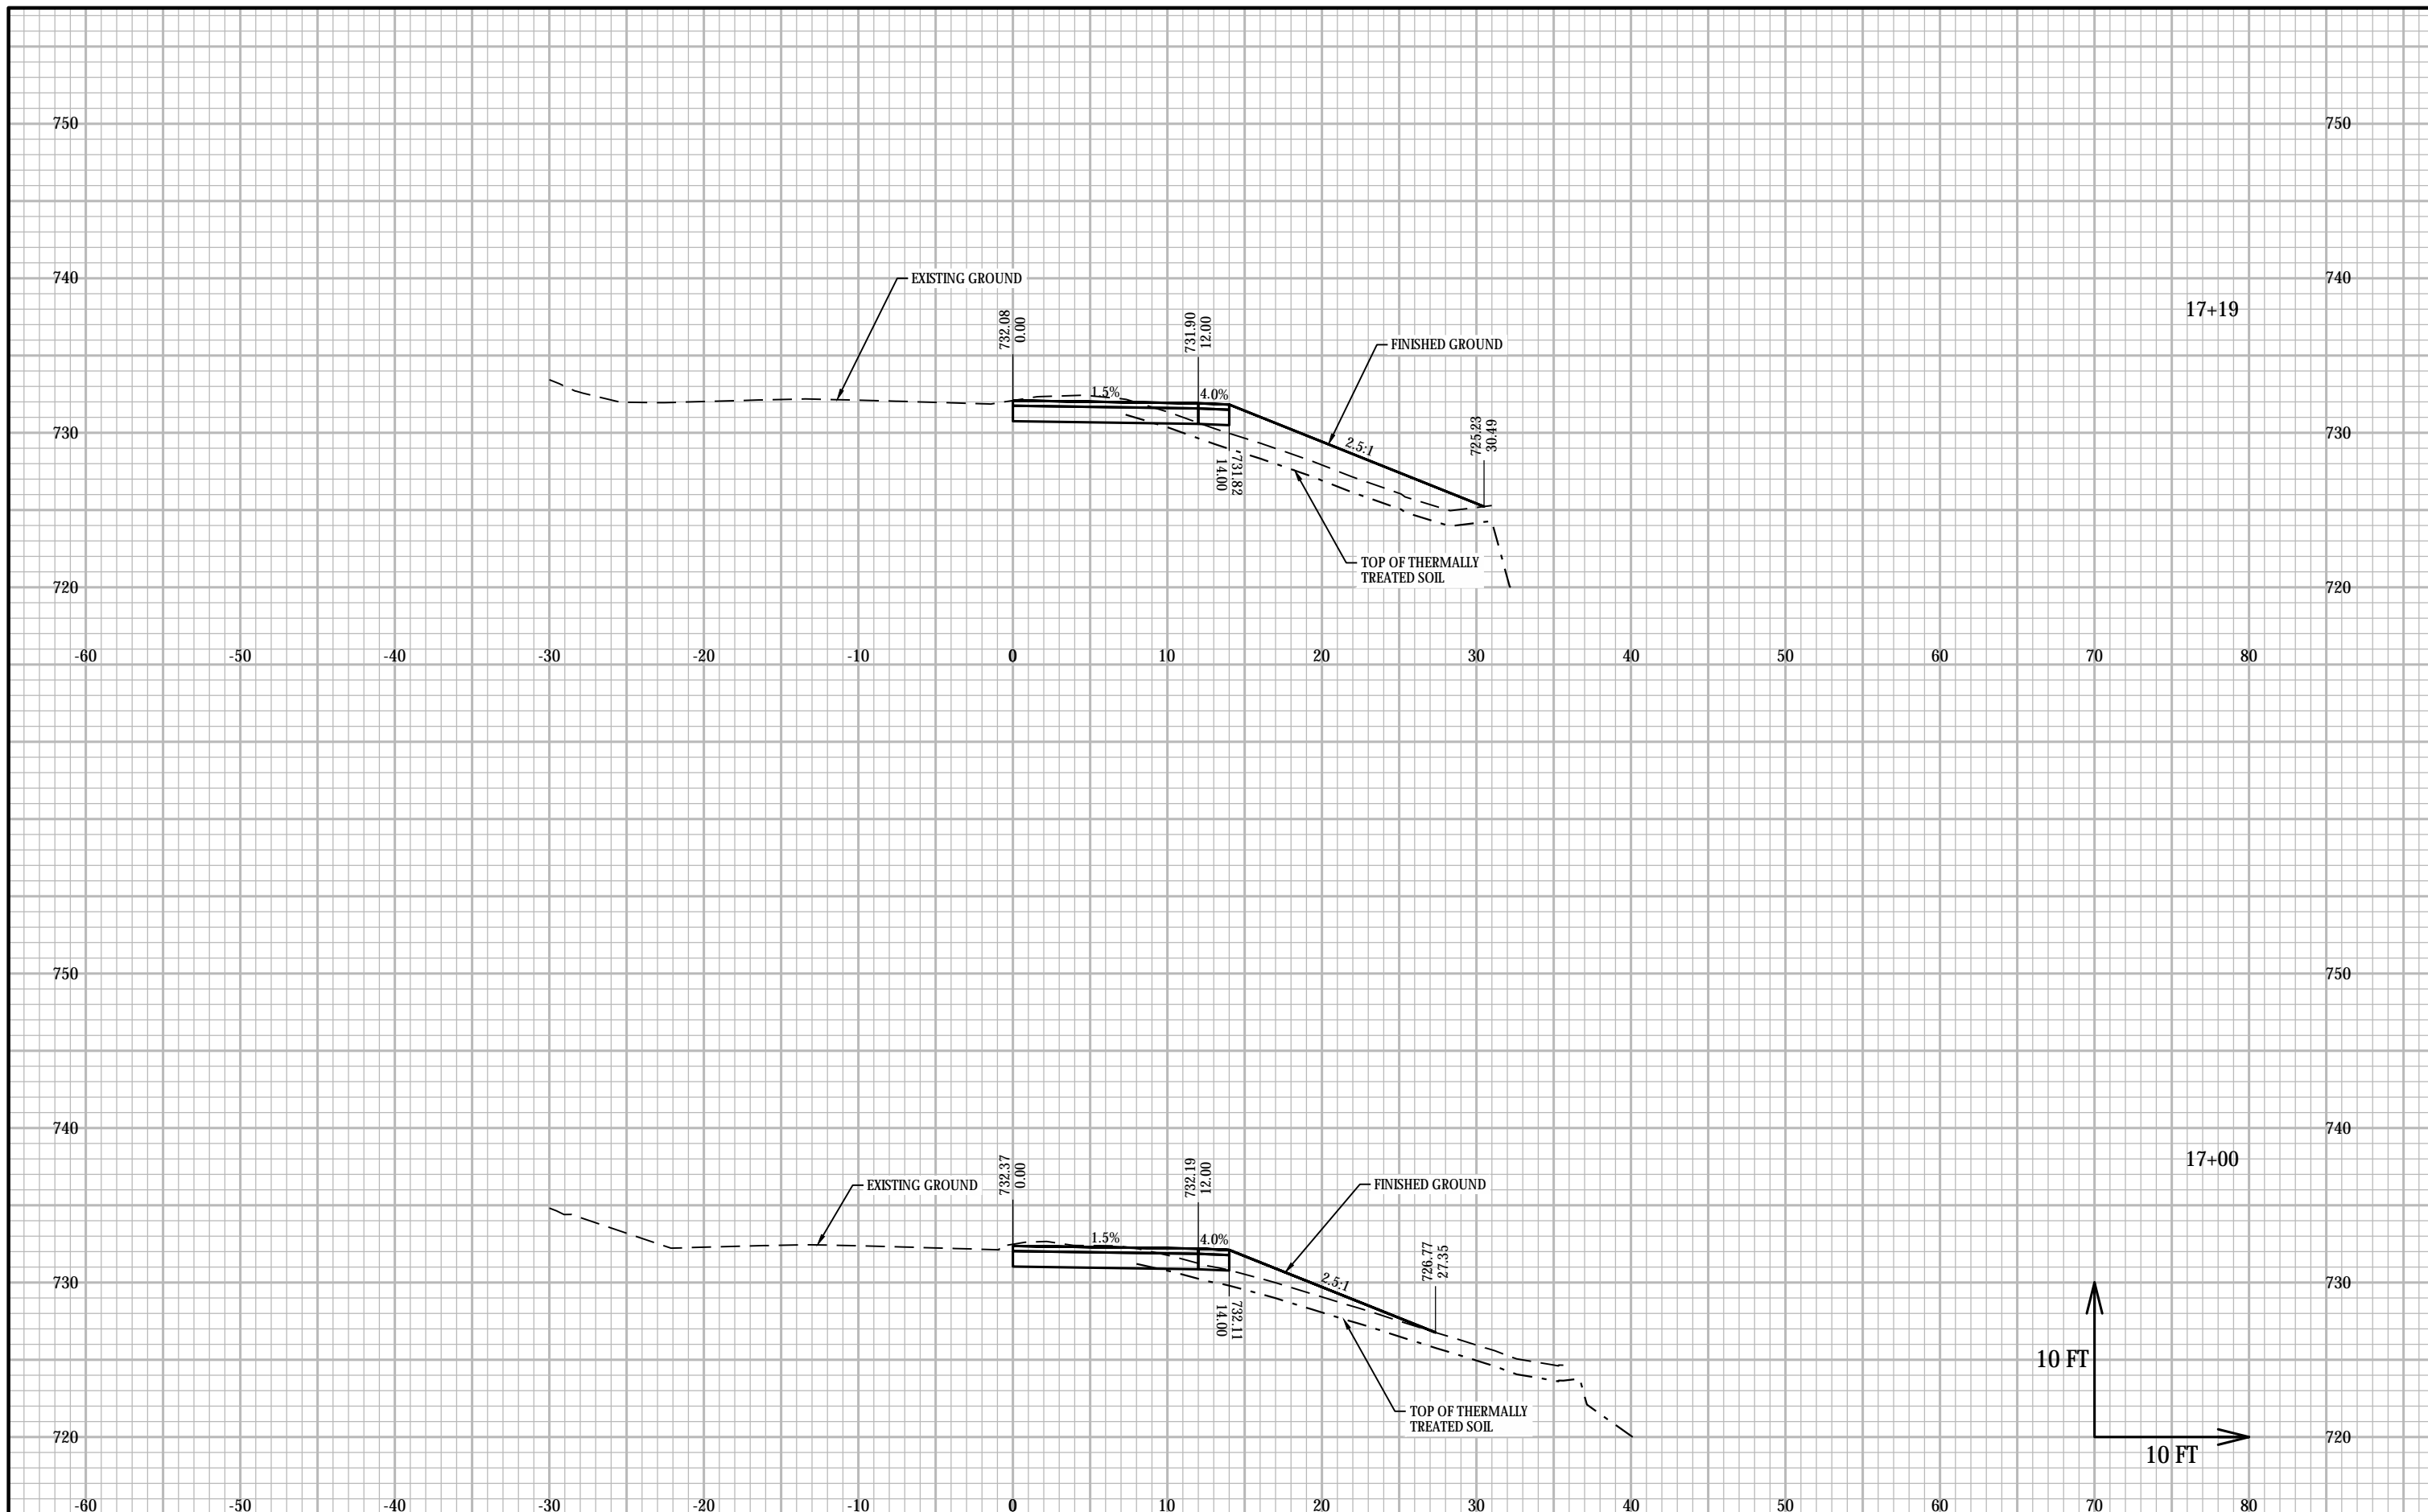 750 750
740 740
EXISTING GROUND
17+19
732.08
0.00
731.90
12.00
FINISHED GROUND
1.5%
4.0%
730 730
2.5:1
725.23
30.49
731.82
14.00
TOP OF THERMALLY
TREATED SOIL
720 720
-60 -50 -40 -30 -20 -10 0 10 20 30 40 50 60 70 80
750 750
740 740
17+00
732.37
0.00
732.19
12.00
EXISTING GROUND
FINISHED GROUND
1.5%
4.0%
730 730
2.5:1
726.77
27.35
732.11
14.00
10 FT
TOP OF THERMALLY
TREATED SOIL
720 720
10 FT
-60 -50 -40 -30 -20 -10 0 10 20 30 40 50 60 70 80